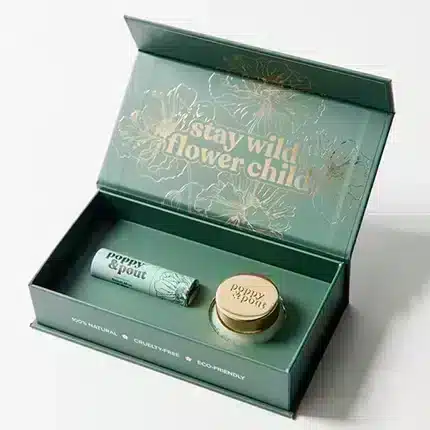 stay wild
flower child
poppy
&pout
poppy
&pout
100% NATURAL CRUELTY-FREE ECO-FRIENDLY